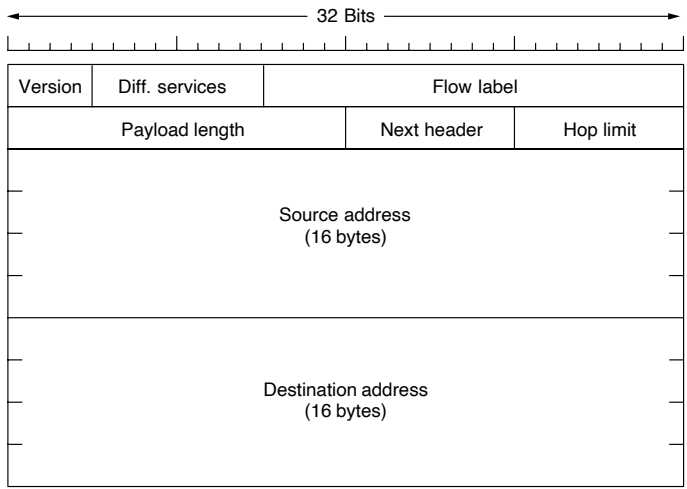 32 Bits
Version Diff. services Flow label
Payload length Next header Hop limit
Source address
(16 bytes)
Destination address
(16 bytes)